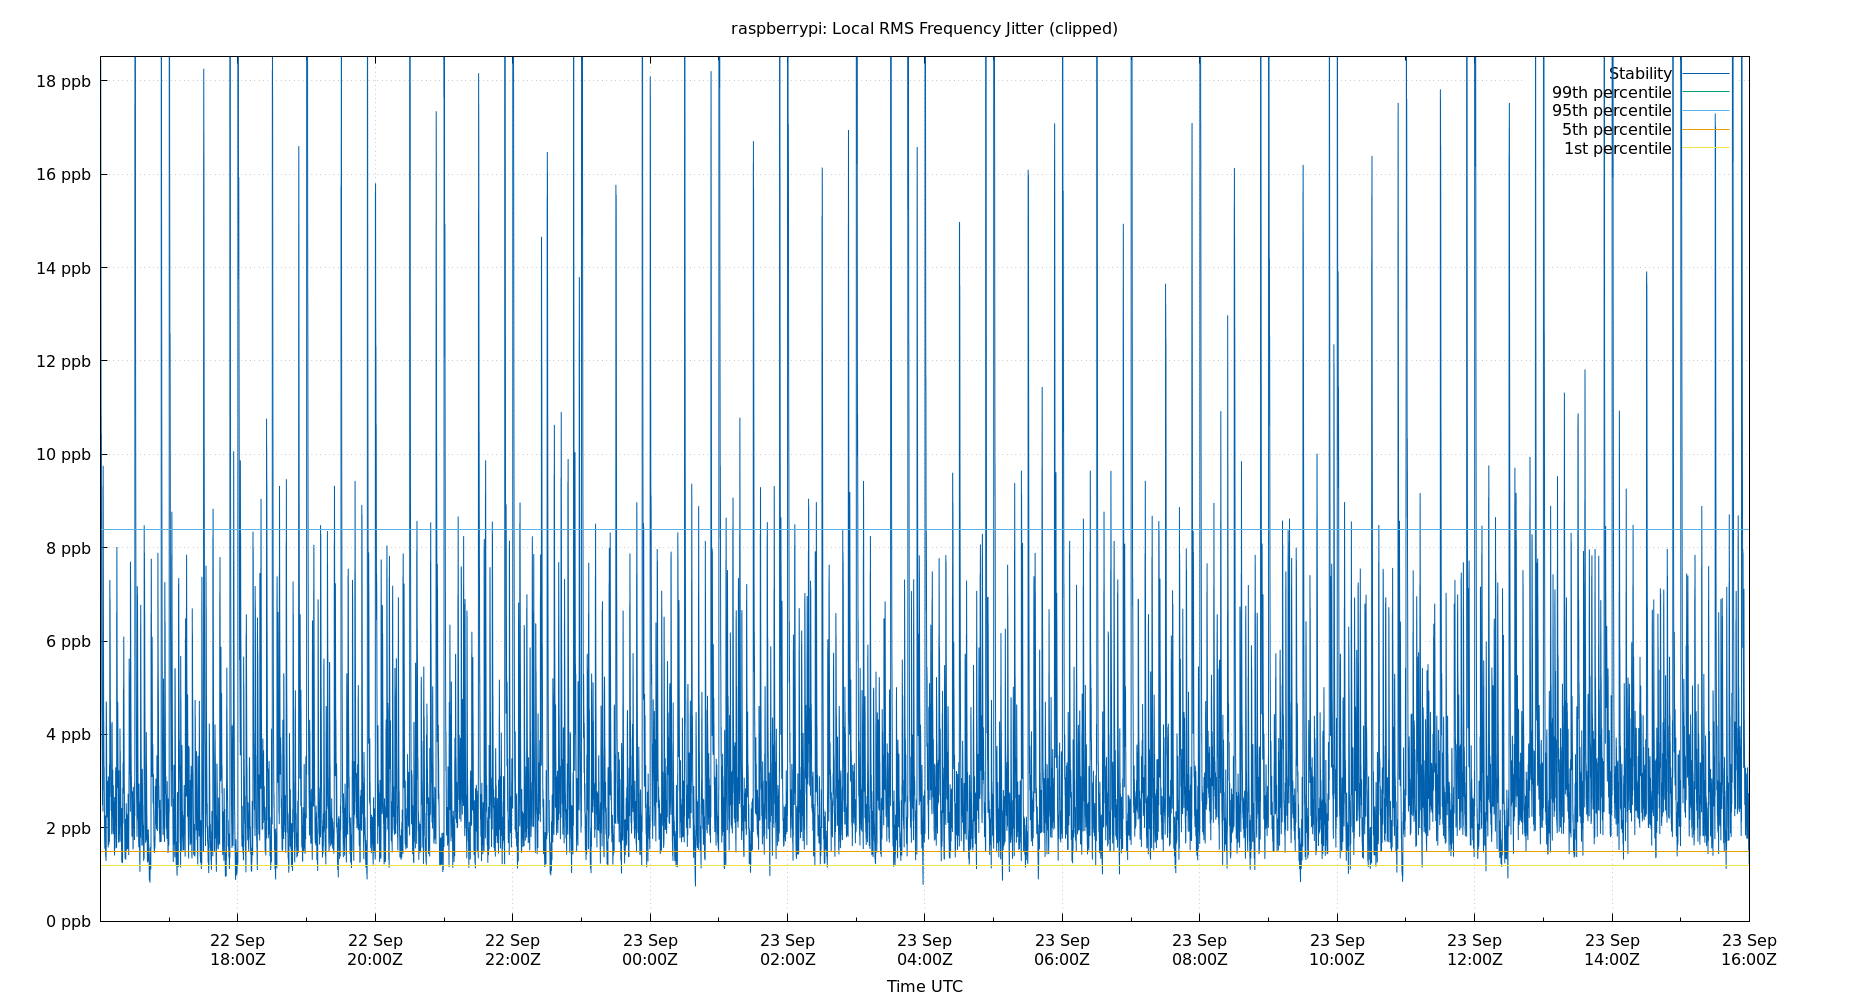 raspberrypi: Local RMS Frequency Jitter (clipped)
18 ppb
16 ppb
14 ppb
12 ppb
10 ppb
8 ppb
6 ppb
4 ppb
2 ppb
0 ppb
Stability
99th percentile
95th percentile
5th percentile
1st percentile
22 Sep 22 Sep 22 Sep 23 Sep 23 Sep 23 Sep 23 Sep 23 Sep 23 Sep 23 Sep 23 Sep 23 Sep
18:00Z 20:00Z 22:00Z 00:00Z 02:00Z 04:00Z 06:00Z 08:00Z 10:00Z 12:00Z 14:00Z 16:00Z
Time UTC